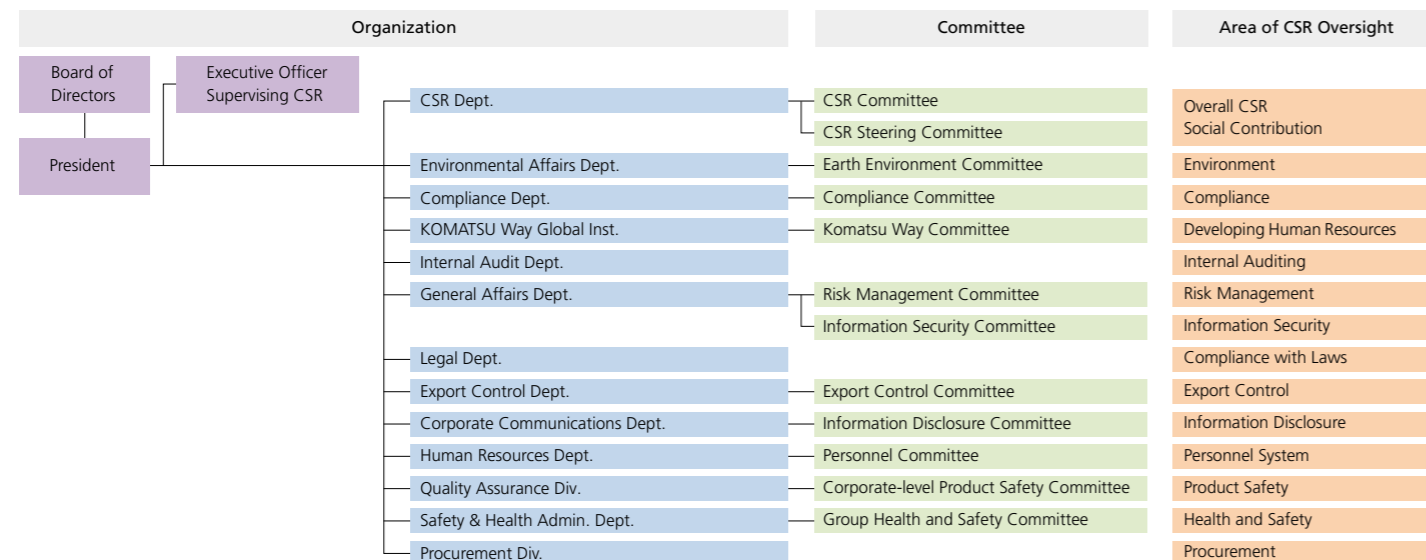 Organization
Committee
Area of CSR Oversight
Board of
Directors
Executive Officer
Supervising CSR
President
CSR Dept.
CSR Committee
CSR Steering Committee
Overall CSR
Social Contribution
Environmental Affairs Dept.
Earth Environment Committee
Environment
Compliance Dept.
Compliance Committee
Compliance
KOMATSU Way Global Inst.
Komatsu Way Committee
Developing Human Resources
Internal Audit Dept.
Internal Auditing
General Affairs Dept.
Risk Management Committee
Risk Management
Information Security Committee
Information Security
Legal Dept.
Compliance with Laws
Export Control Dept.
Export Control Committee
Export Control
Corporate Communications Dept.
Information Disclosure Committee
Information Disclosure
Human Resources Dept.
Personnel Committee
Personnel System
Quality Assurance Div.
Corporate-level Product Safety Committee
Product Safety
Safety & Health Admin. Dept.
Group Health and Safety Committee
Health and Safety
Procurement Div.
Procurement